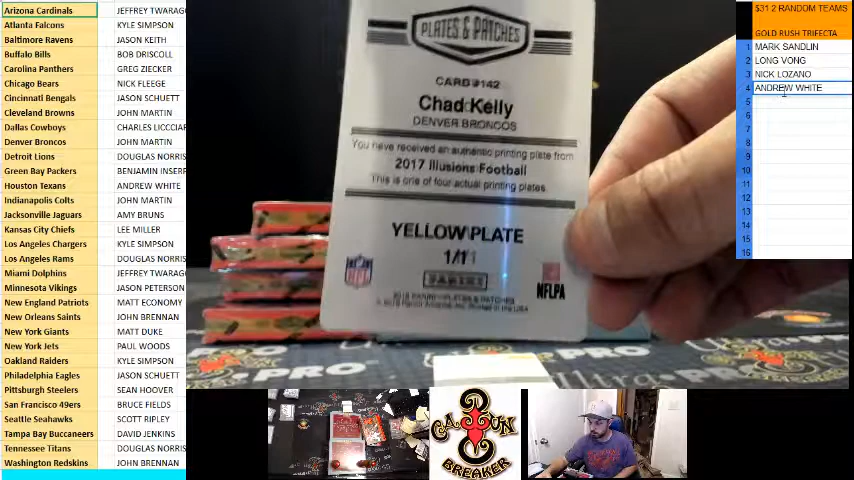 Arizona Cardinals JEFFREY TWARAG
Atlanta Falcons KYLE SIMPSON
Baltimore Ravens JASON KEITH
Buffalo Bills BOB DRISCOLL
Carolina Panthers GREG ZIECKER
Chicago Bears NICK FLEEGE
Cincinnati Bengals JASON SCHUETT
Cleveland Browns JOHN MARTIN
Dallas Cowboys CHARLES LICCCIAR
Denver Broncos JOHN MARTIN
Detroit Lions DOUGLAS NORRIS
Green Bay Packers BENJAMIN INSERR
Houston Texans ANDREW WHITE
Indianapolis Colts JOHN MARTIN
Jacksonville Jaguars AMY BRUNS
Kansas City Chiefs LEE MILLER
Los Angeles Chargers KYLE SIMPSON
Los Angeles Rams DOUGLAS NORRIS
Miami Dolphins JEFFREY TWARAG
Minnesota Vikings JASON PETERSON
New England Patriots MATT ECONOMY
New Orleans Saints JOHN BRENNAN
New York Giants MATT DUKE
New York Jets PAUL WOODS
Oakland Raiders KYLE SIMPSON
Philadelphia Eagles JASON SCHUETT
Pittsburgh Steelers SEAN HOOVER
San Francisco 49ers BRUCE FIELDS
Seattle Seahawks SCOTT RIPLEY
Tampa Bay Buccaneers DAVID JENKINS
Tennessee Titans DOUGLAS NORRIS
Washington Redskins JOHN BRENNAN
PLATES & PATCHES
CARD #142
Chad Kelly
DENVER BRONCOS
You have received an authentic printing plate from
2017 Illusions Football
This is one of four actual printing plates.
YELLOW PLATE
1/1
PANINI
NFL
NFLPA
CAJUN
BREAKER
$31 2 RANDOM TEAMS
GOLD RUSH TRIFECTA
1 MARK SANDLIN
2 LONG VONG
3 NICK LOZANO
4 ANDREW WHITE
5
6
7
8
9
10
11
12
13
14
15
16